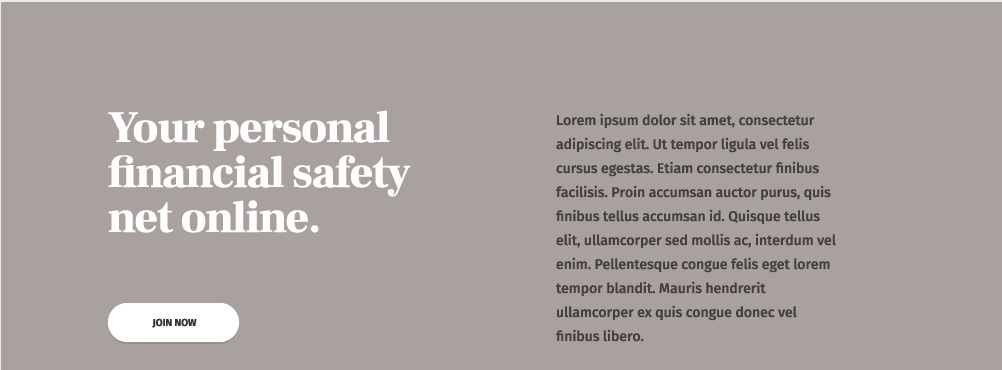 Your personal
financial safety
net online.
JOIN NOW
Lorem ipsum dolor sit amet, consectetur
adipiscing elit. Ut tempor ligula vel felis
cursus egestas. Etiam consectetur finibus
facilisis. Proin accumsan auctor purus, quis
finibus tellus accumsan id. Quisque tellus
elit, ullamcorper sed mollis ac, interdum vel
enim. Pellentesque congue felis eget lorem
tempor blandit. Mauris hendrerit
ullamcorper ex quis congue donec vel
finibus libero.